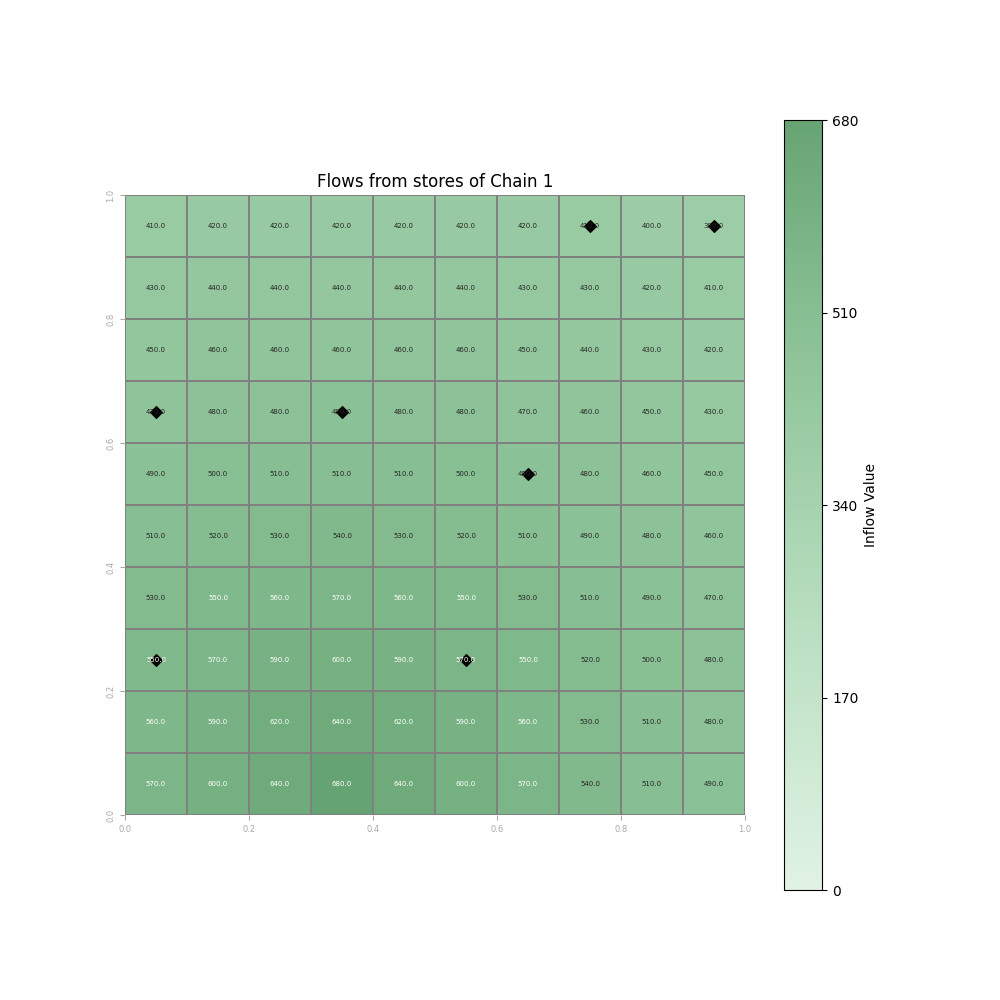 Flows from stores of Chain 1
680
510
340
170
0
Inflow Value
1.0
0.8
0.6
0.4
0.2
0.0
410.0 420.0 420.0 420.0 420.0 420.0 420.0 400.0
430.0 440.0 440.0 440.0 440.0 440.0 430.0 430.0 420.0 410.0
450.0 460.0 460.0 460.0 460.0 460.0 450.0 440.0 430.0 420.0
480.0 480.0 480.0 480.0 470.0 460.0 450.0 430.0
490.0 500.0 510.0 510.0 510.0 500.0 480.0 460.0 450.0
510.0 520.0 530.0 540.0 530.0 520.0 510.0 490.0 480.0 460.0
530.0 550.0 560.0 570.0 560.0 550.0 530.0 510.0 490.0 470.0
550.0 570.0 590.0 600.0 590.0 570.0 550.0 520.0 500.0 480.0
560.0 590.0 620.0 640.0 620.0 590.0 560.0 530.0 510.0 480.0
570.0 600.0 640.0 680.0 640.0 600.0 570.0 540.0 510.0 490.0
0.0 0.2 0.4 0.6 0.8 1.0